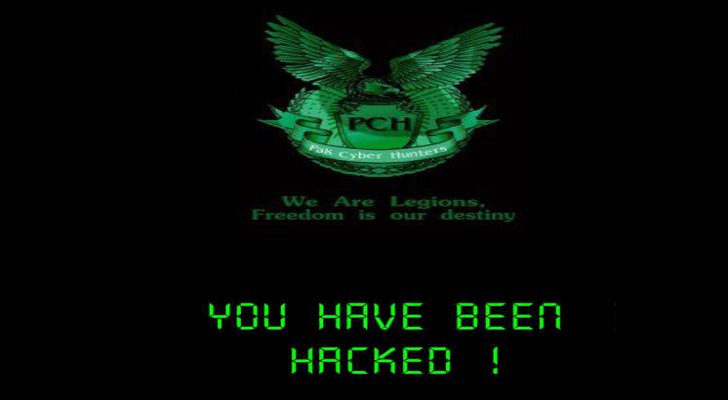 PCH
Pak Cyber Hunters
We Are Legions,
Freedom is our destiny
YOU HAVE BEEN
HACKED !